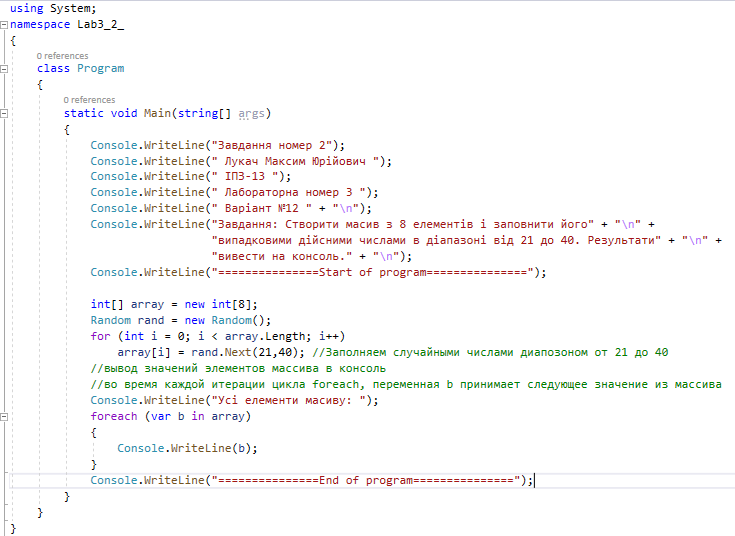 using System;
namespace Lab3_2_
{
0 references
class Program
{
0 references
static void Main(string[] args)
{
Console.WriteLine("Завдання номер 2");
Console.WriteLine(" Лукач Максим Юрійович ");
Console.WriteLine(" ІПЗ-13 ");
Console.WriteLine(" Лабораторна номер 3 ");
Console.WriteLine(" Варіант №12 " + "\n");
Console.WriteLine("Завдання: Створити масив з 8 елементів і заповнити його" + "\n" +
"випадковими дійсними числами в діапазоні від 21 до 40. Результати" + "\n" +
"вивести на консоль." + "\n");
Console.WriteLine("===============Start of program===============");
int[] array = new int[8];
Random rand = new Random();
for (int i = 0; i < array.Length; i++)
array[i] = rand.Next(21,40); //Заполняем случайными числами диапозоном от 21 до 40
//вывод значений элементов массива в консоль
//во время каждой итерации цикла foreach, переменная b принимает следующее значение из массива
Console.WriteLine("Усі елементи масиву: ");
foreach (var b in array)
{
Console.WriteLine(b);
}
Console.WriteLine("===============End of program===============");
}
}
}